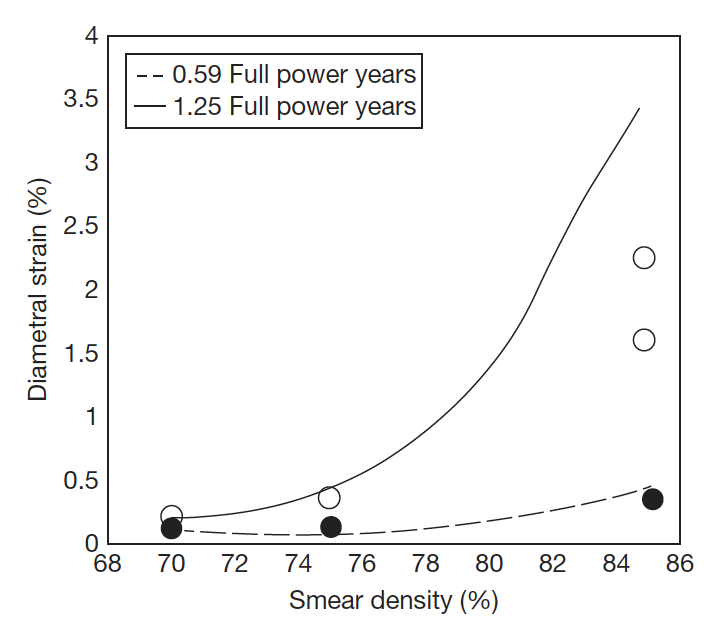 4
0.59 Full power years
1.25 Full power years
3.5
3
2.5
2
1.5
1
0.5
0
Diametral strain (%)
68 70 72 74 76 78 80 82 84 86
Smear density (%)